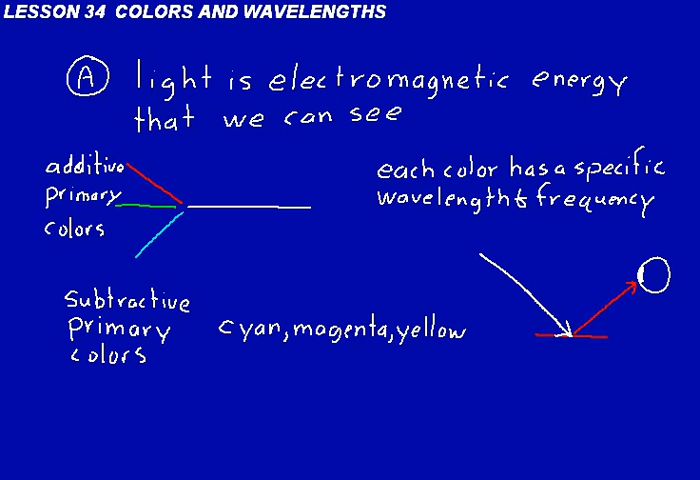 LESSON 34 COLORS AND WAVELENGTHS
A light is electromagnetic energy
that we can see
additive
primary
colors
each color has a specific
wavelength & frequency
subtractive
primary
colors
cyan, magenta, yellow